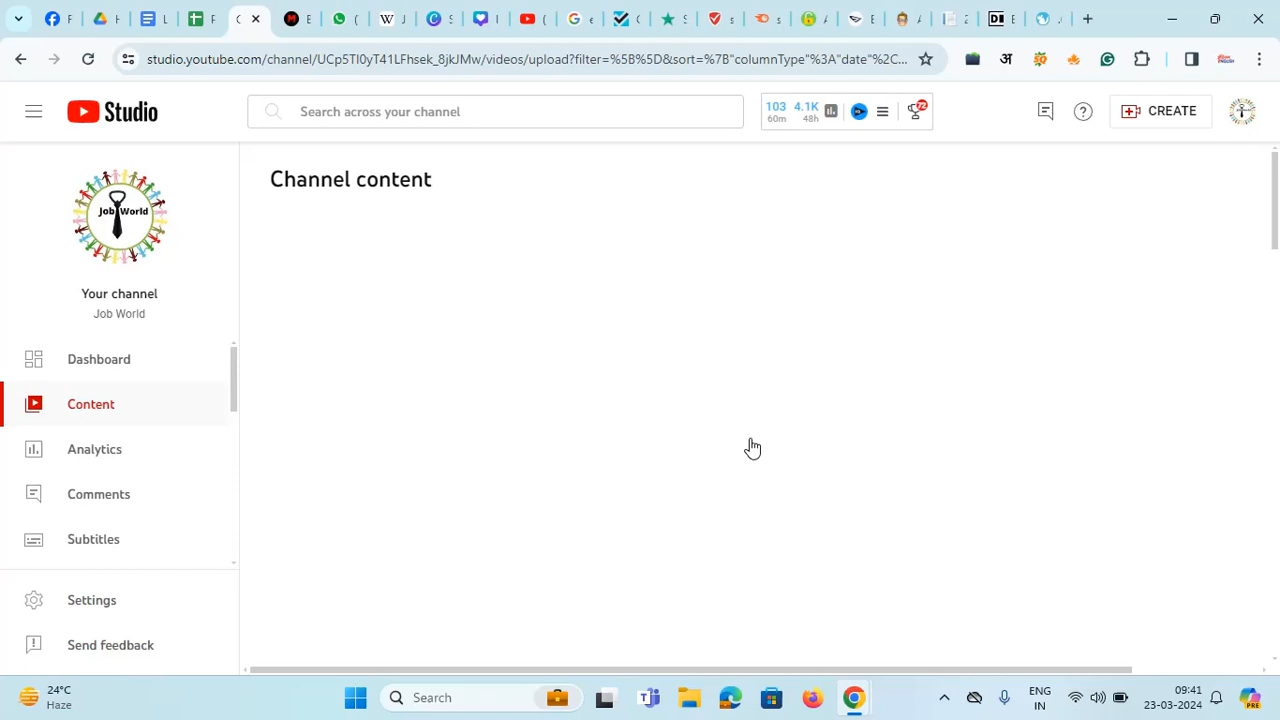 studio.youtube.com/channel/UCp5Tl0yT41LFhsek_8jkJMw/videos/upload?filter=%5B%5D&sort=%7B"columnType"%3A"date"%2C...
Studio
Search across your channel
103 4.1K
60m 48h
72
CREATE
Channel content
Job World
Your channel
Job World
Dashboard
Content
Analytics
Comments
Subtitles
Settings
Send feedback
24°C
Haze
Search
ENG
IN
09:41
23-03-2024
PRE